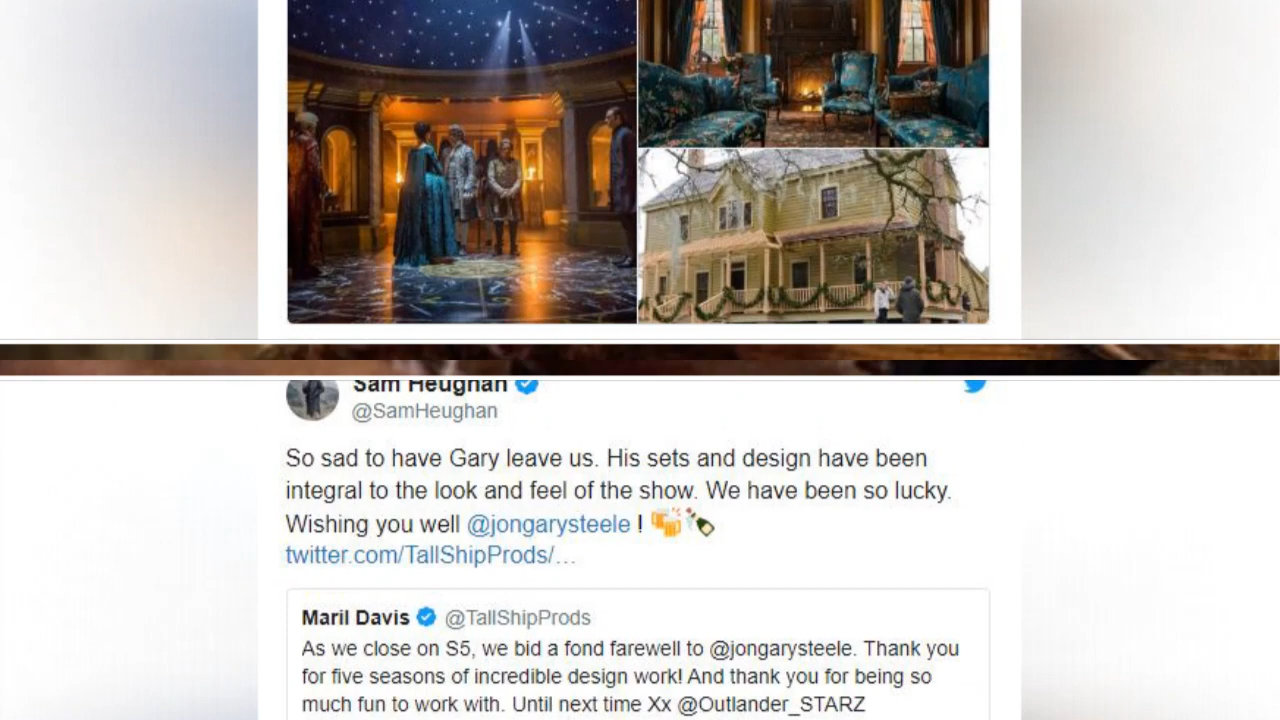 Sam Heughan
@SamHeughan
So sad to have Gary leave us. His sets and design have been
integral to the look and feel of the show. We have been so lucky.
Wishing you well @jongarysteele ! 🍻🍾
twitter.com/TallShipProds/…
Maril Davis @TallShipProds
As we close on S5, we bid a fond farewell to @jongarysteele. Thank you
for five seasons of incredible design work! And thank you for being so
much fun to work with. Until next time Xx @Outlander_STARZ